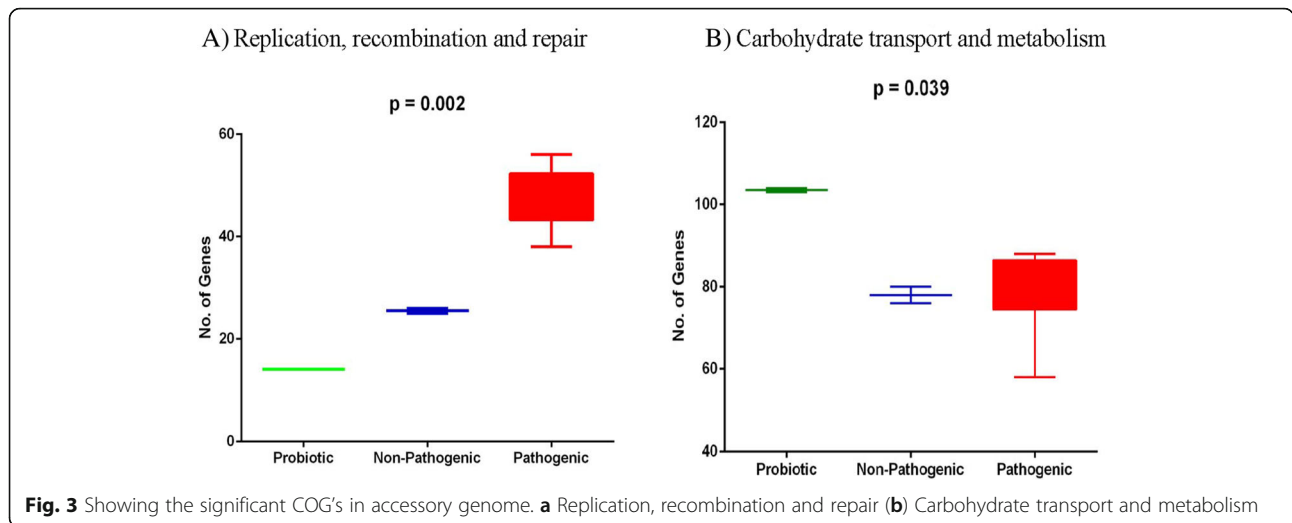 A) Replication, recombination and repair
p = 0.002
No. of Genes
60
40
20
0
Probiotic Non-Pathogenic Pathogenic
B) Carbohydrate transport and metabolism
p = 0.039
No. of Genes
120
100
80
60
40
Probiotic Non-Pathogenic Pathogenic
Fig. 3 Showing the significant COG's in accessory genome. a Replication, recombination and repair (b) Carbohydrate transport and metabolism